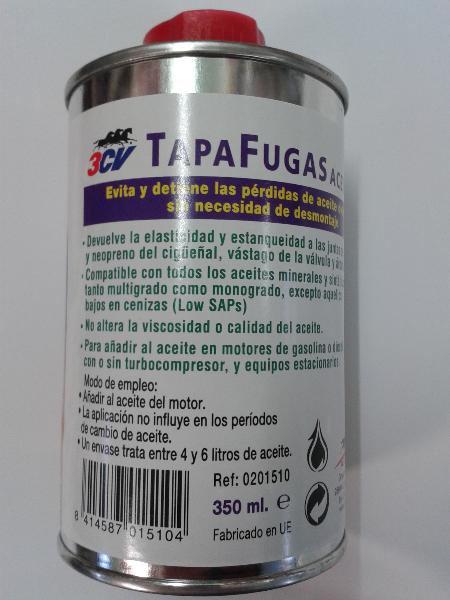 3CV TAPAFUGAS
Evita y detiene las pérdidas de aceite
sin necesidad de desmontaje
• Devuelve la elasticidad y estanqueidad a las juntas
y neopreno del cigüeñal, vástago de la válvula y
• Compatible con todos los aceites minerales y
tanto multigrado como monogrado, excepto
bajos en cenizas (Low SAPs)
• No altera la viscosidad o calidad del aceite.
• Para añadir al aceite en motores de gasolina o
con o sin turbocompresor, y equipos estacionarios
Modo de empleo:
• Añadir al aceite del motor.
• La aplicación no influye en los períodos
de cambio de aceite.
• Un envase trata entre 4 y 6 litros de aceite.
Ref: 0201510
350 ml. e
8 414587 015104
Fabricado en UE